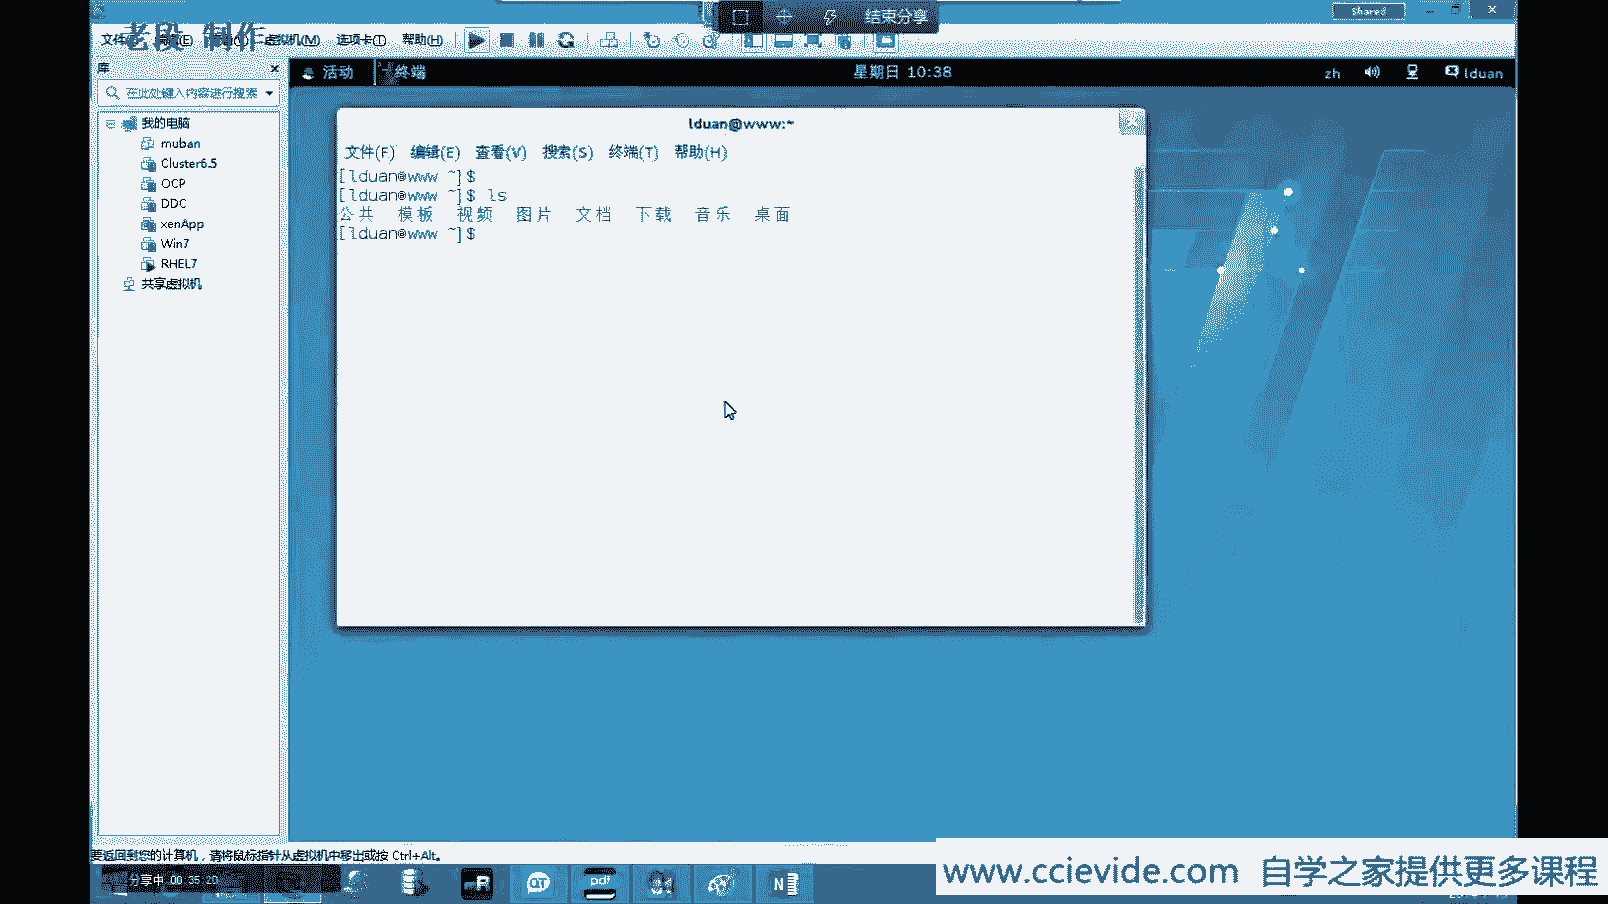 结束分享
Shared
老段 制作
虚拟机(M) 选项卡(T) 帮助(H)
库
在此处键入内容进行搜索
我的电脑
muban
Cluster6.5
OCP
DDC
xenApp
Win7
RHEL7
共享虚拟机
活动 终端 星期日 10:38 zh lduan
lduan@www:~
文件(F) 编辑(E) 查看(V) 搜索(S) 终端(T) 帮助(H)
[lduan@www ~]$
[lduan@www ~]$ ls
公共 模板 视频 图片 文档 下载 音乐 桌面
[lduan@www ~]$
要返回到您的计算机，请将鼠标指针从虚拟机中移出或按 Ctrl+Alt。
分享中 00:35:20
QT
pdf
N
www.ccievide.com 自学之家提供更多课程